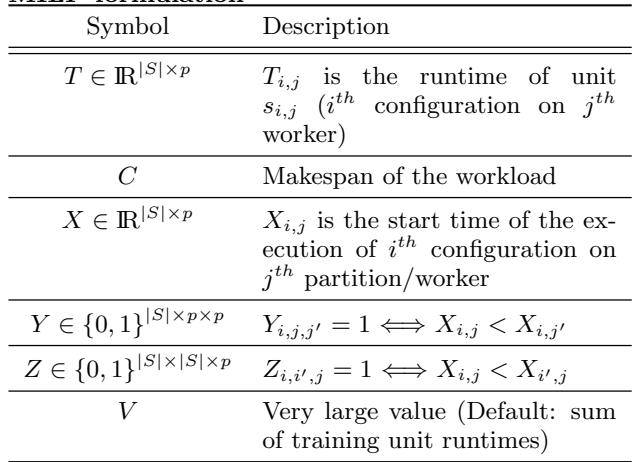 MILP formulation
Symbol Description
T ∈ ℝ^{|S|×p} T_{i,j} is the runtime of unit
s_{i,j} (i^{th} configuration on j^{th}
worker)
C Makespan of the workload
X ∈ ℝ^{|S|×p} X_{i,j} is the start time of the ex-
ecution of i^{th} configuration on
j^{th} partition/worker
Y ∈ {0, 1}^{|S|×p×p} Y_{i,j,j′} = 1 ⟺ X_{i,j} < X_{i,j′}
Z ∈ {0, 1}^{|S|×|S|×p} Z_{i,i′,j} = 1 ⟺ X_{i,j} < X_{i′,j}
V Very large value (Default: sum
of training unit runtimes)